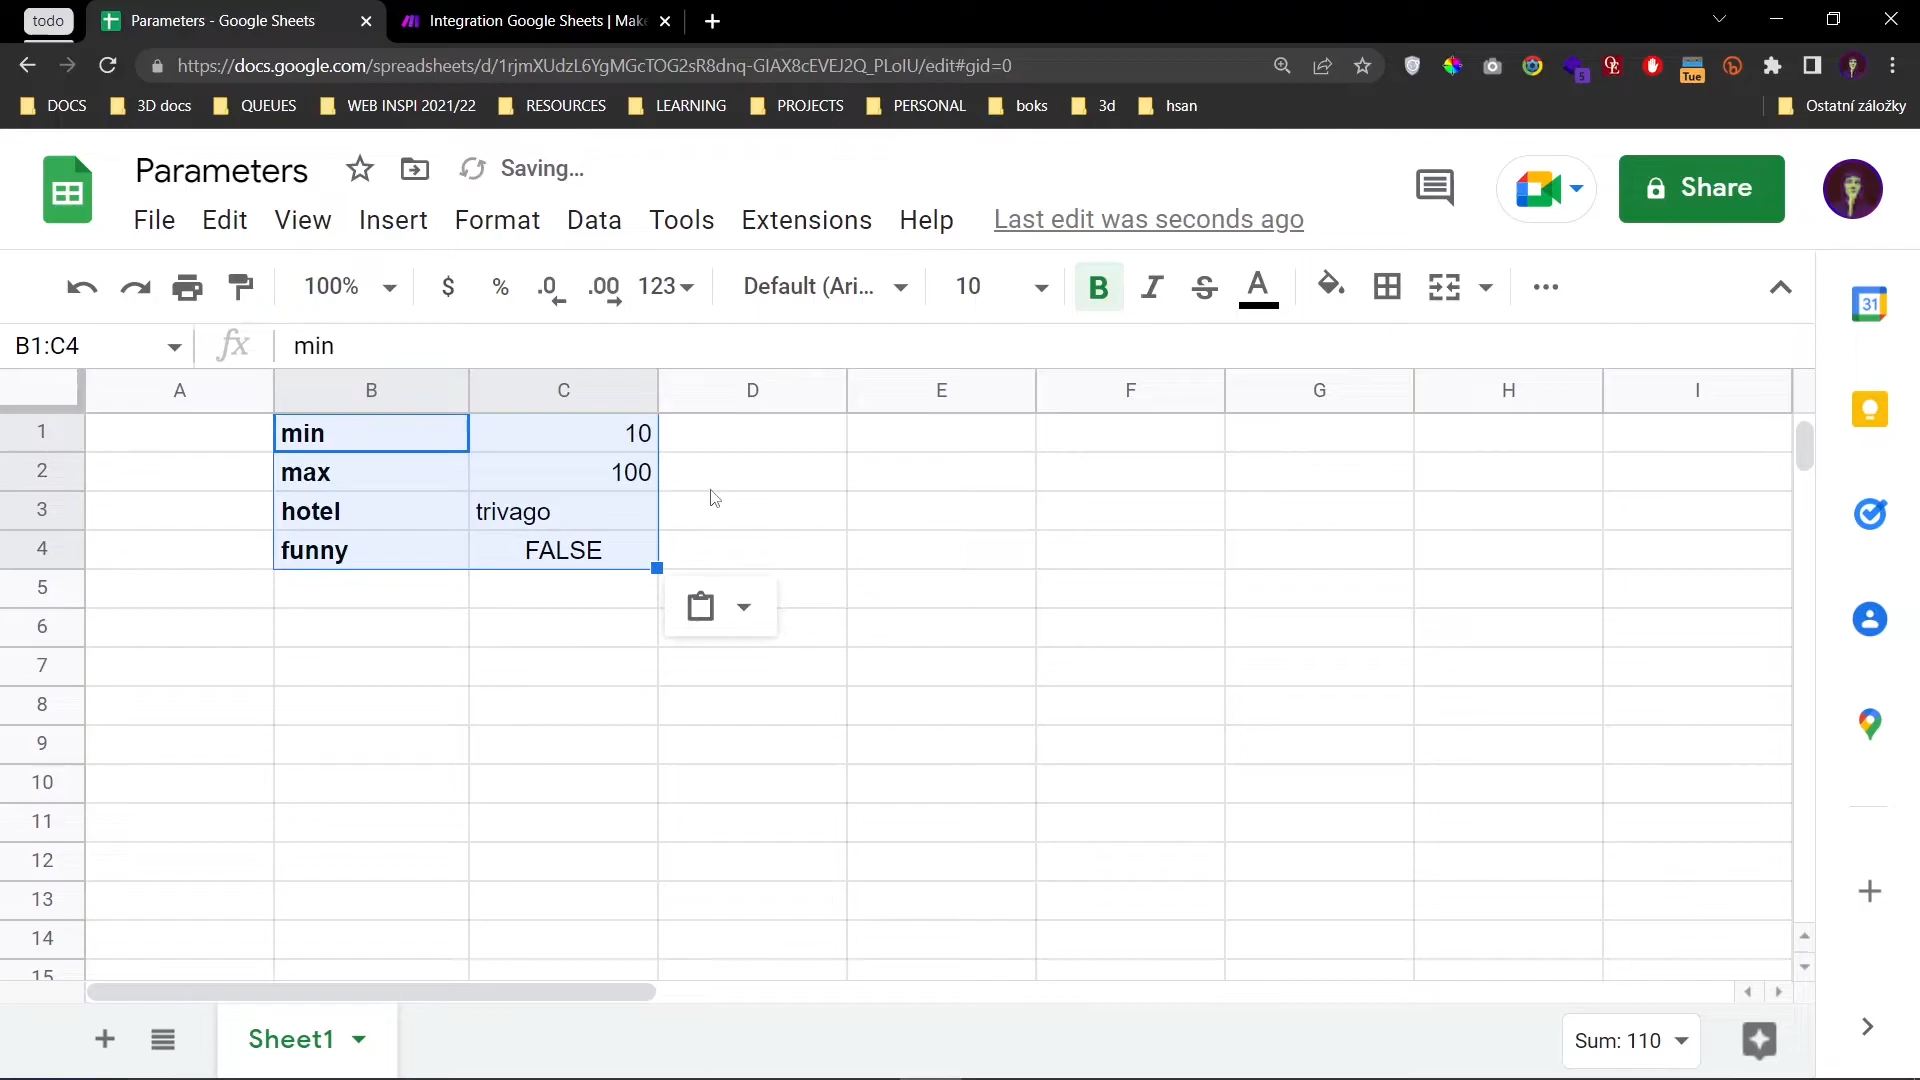 todo
Parameters - Google Sheets
Integration Google Sheets | Make
https://docs.google.com/spreadsheets/d/1rjmXUdzL6YgMGcTOG2sR8dnq-GIAX8cEVEJ2Q_PLoIU/edit#gid=0
5
Tue
DOCS
3D docs
QUEUES
WEB INSPI 2021/22
RESOURCES
LEARNING
PROJECTS
PERSONAL
boks
3d
hsan
Ostatní záložky
Parameters
Saving...
File Edit View Insert Format Data Tools Extensions Help Last edit was seconds ago
Share
100% $ % .0 .00 123 Default (Ari... 10 B I S A
31
B1:C4 fx min
A B C D E F G H I
1 min 10
2 max 100
3 hotel trivago
4 funny FALSE
5
6
7
8
9
10
11
12
13
14
15
Sheet1
Sum: 110